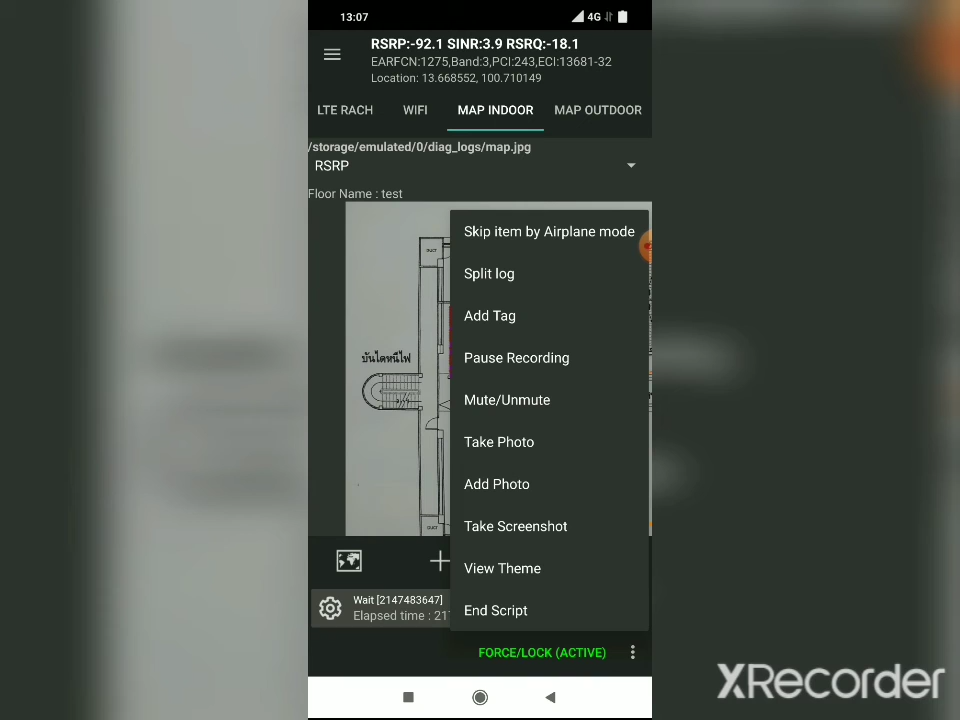 13:07
4G
RSRP:-92.1 SINR:3.9 RSRQ:-18.1
EARFCN:1275,Band:3,PCI:243,ECI:13681-32
Location: 13.668552, 100.710149
LTE RACH WIFI MAP INDOOR MAP OUTDOOR
/storage/emulated/0/diag_logs/map.jpg
RSRP
Floor Name : test
Skip item by Airplane mode
DUCT
Split log
Add Tag
บันไดหนีไฟ
Pause Recording
Mute/Unmute
Take Photo
Add Photo
DUCT
Take Screenshot
View Theme
Wait [2147483647]
Elapsed time : 21
End Script
FORCE/LOCK (ACTIVE)
XRecorder